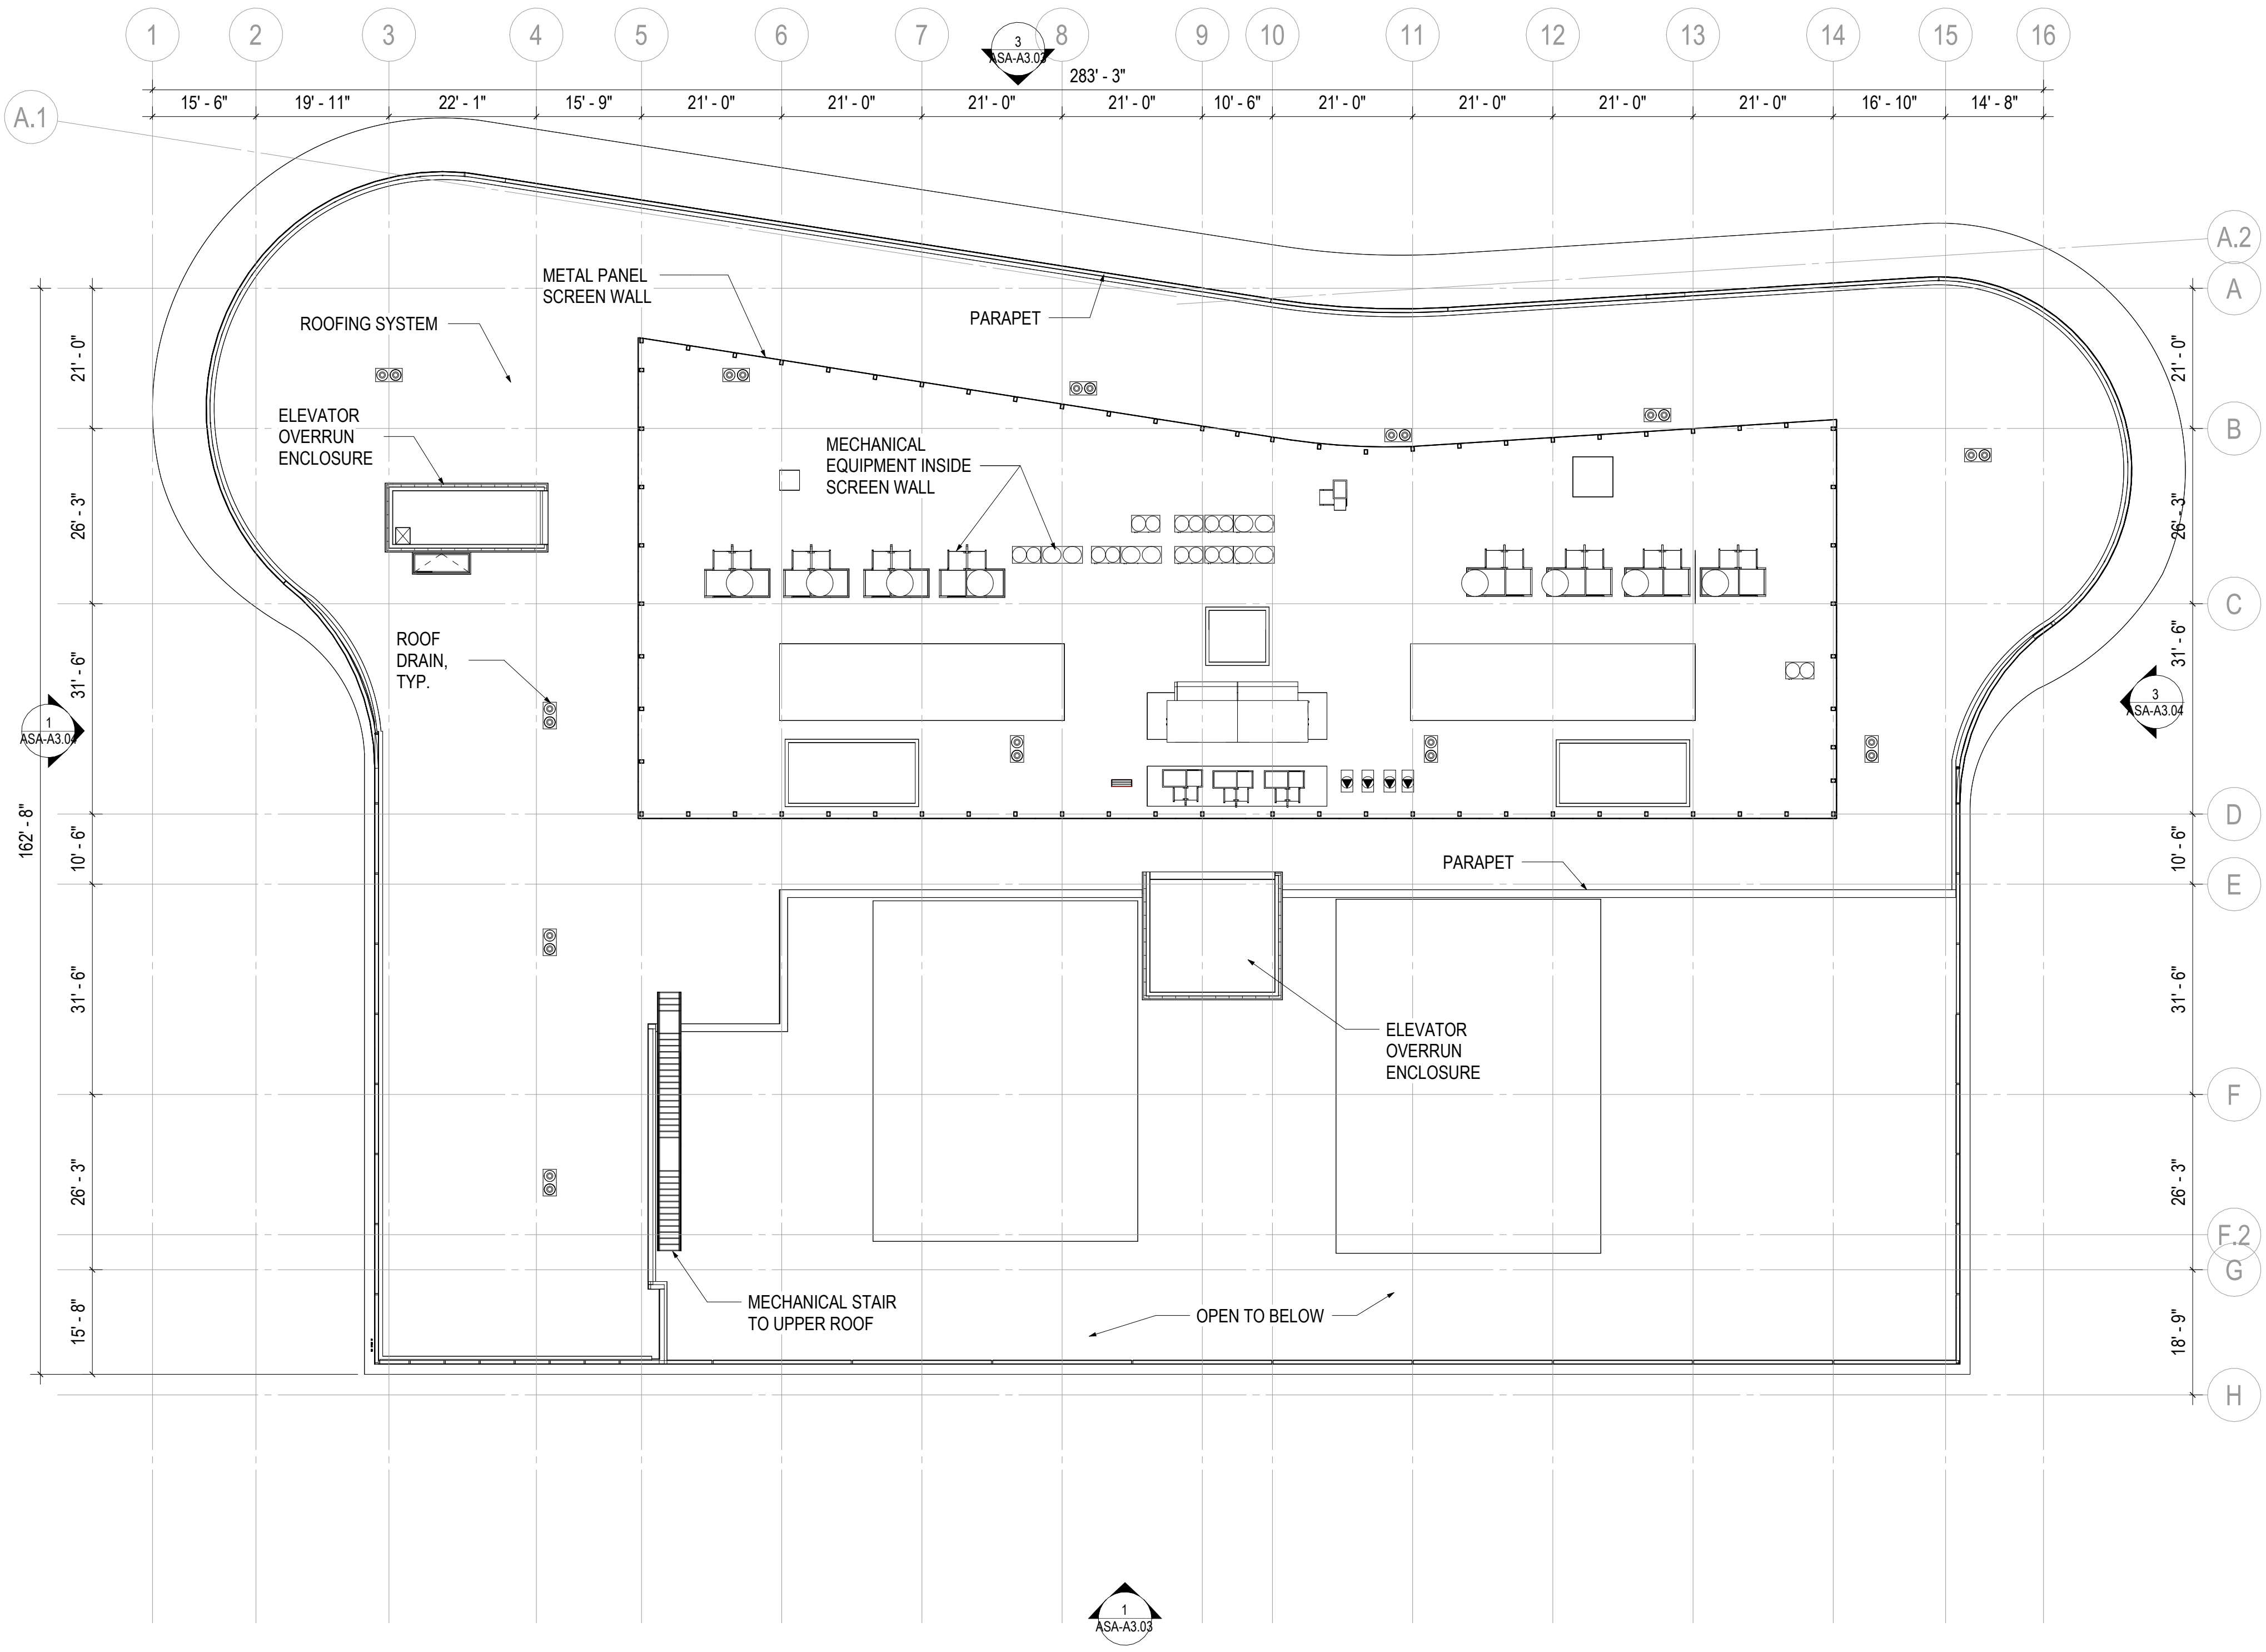 1 2 3 4 5 6 7 8 9 10 11 12 13 14 15 16
3
ASA-A3.03
283' - 3"
15' - 6" 19' - 11" 22' - 1" 15' - 9" 21' - 0" 21' - 0" 21' - 0" 21' - 0" 10' - 6" 21' - 0" 21' - 0" 21' - 0" 21' - 0" 16' - 10" 14' - 8"
A.1
A.2
A
METAL PANEL
SCREEN WALL
PARAPET
ROOFING SYSTEM
21' - 0"
21' - 0"
ELEVATOR
OVERRUN
ENCLOSURE
B
MECHANICAL
EQUIPMENT INSIDE
SCREEN WALL
26' - 3"
26' - 3"
C
ROOF
DRAIN,
TYP.
31' - 6"
31' - 6"
1
ASA-A3.04
3
ASA-A3.04
162' - 8"
D
10' - 6"
PARAPET
10' - 6"
E
31' - 6"
31' - 6"
ELEVATOR
OVERRUN
ENCLOSURE
F
26' - 3"
26' - 3"
F.2
G
MECHANICAL STAIR
TO UPPER ROOF
OPEN TO BELOW
15' - 8"
18' - 9"
H
1
ASA-A3.03